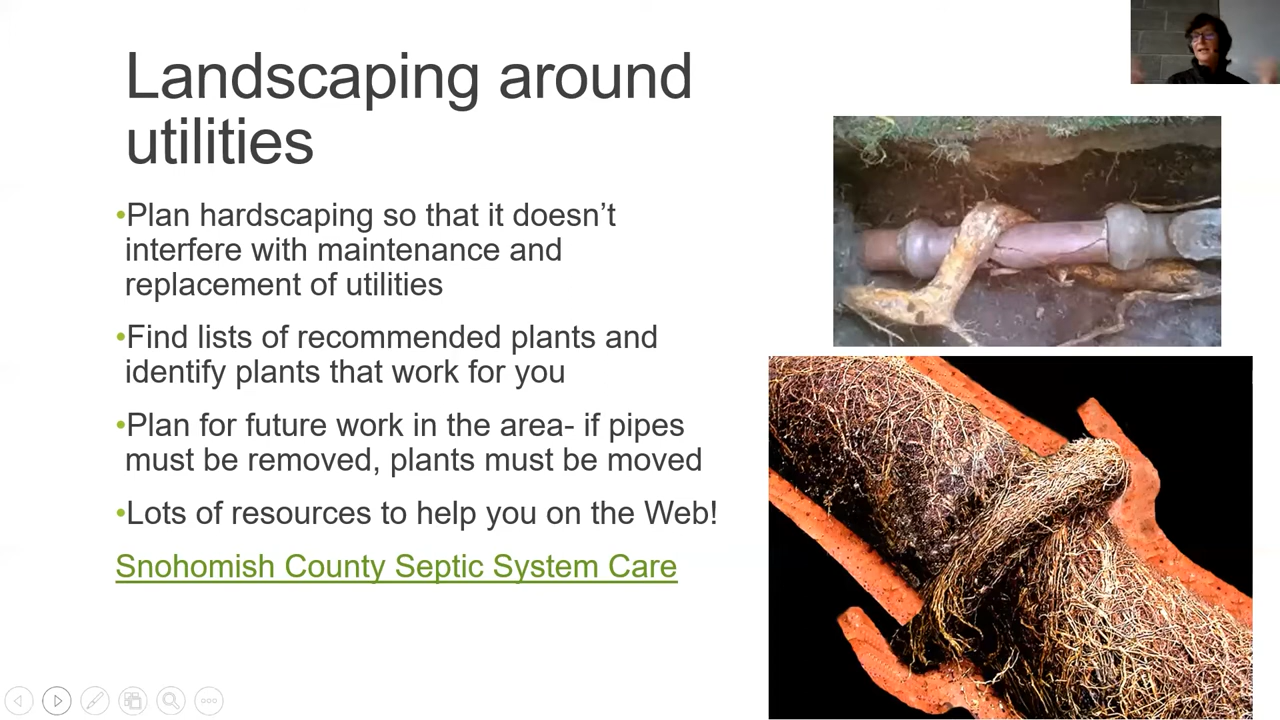 Landscaping around
utilities
•Plan hardscaping so that it doesn’t
interfere with maintenance and
replacement of utilities
•Find lists of recommended plants and
identify plants that work for you
•Plan for future work in the area- if pipes
must be removed, plants must be moved
•Lots of resources to help you on the Web!
Snohomish County Septic System Care